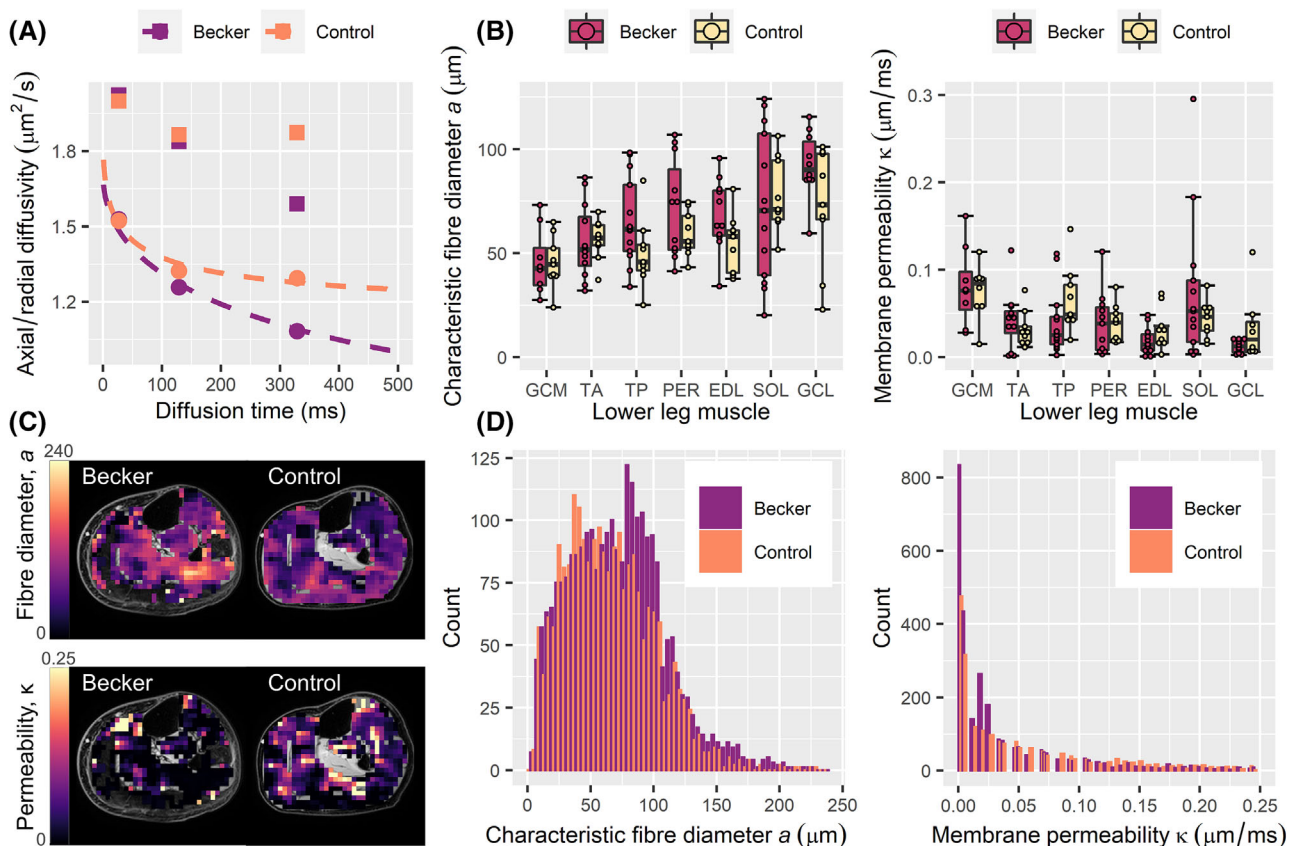 (A)
Becker
Control
Axial/radial diffusivity (μm²/s)
1.8
1.5
1.2
0
100
200
300
400
500
Diffusion time (ms)
(B)
Becker
Control
Characteristic fibre diameter a (μm)
100
50
0
GCM
TA
TP
PER
EDL
SOL
GCL
Lower leg muscle
Becker
Control
Membrane permeability κ (μm/ms)
0.3
0.2
0.1
0.0
GCM
TA
TP
PER
EDL
SOL
GCL
Lower leg muscle
(C)
Fibre diameter, a
240
0
Becker
Control
Permeability, κ
0.25
0
Becker
Control
(D)
Count
125
100
75
50
25
0
Becker
Control
0
50
100
150
200
250
Characteristic fibre diameter a (μm)
Count
800
600
400
200
0
Becker
Control
0.00
0.05
0.10
0.15
0.20
0.25
Membrane permeability κ (μm/ms)